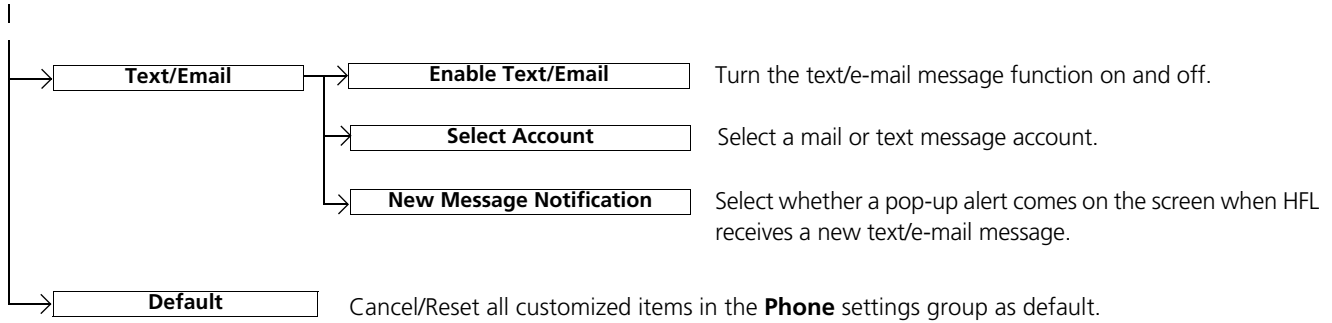 Text/Email
Enable Text/Email
Turn the text/e-mail message function on and off.
Select Account
Select a mail or text message account.
New Message Notification
Select whether a pop-up alert comes on the screen when HFL
receives a new text/e-mail message.
Default
Cancel/Reset all customized items in the Phone settings group as default.